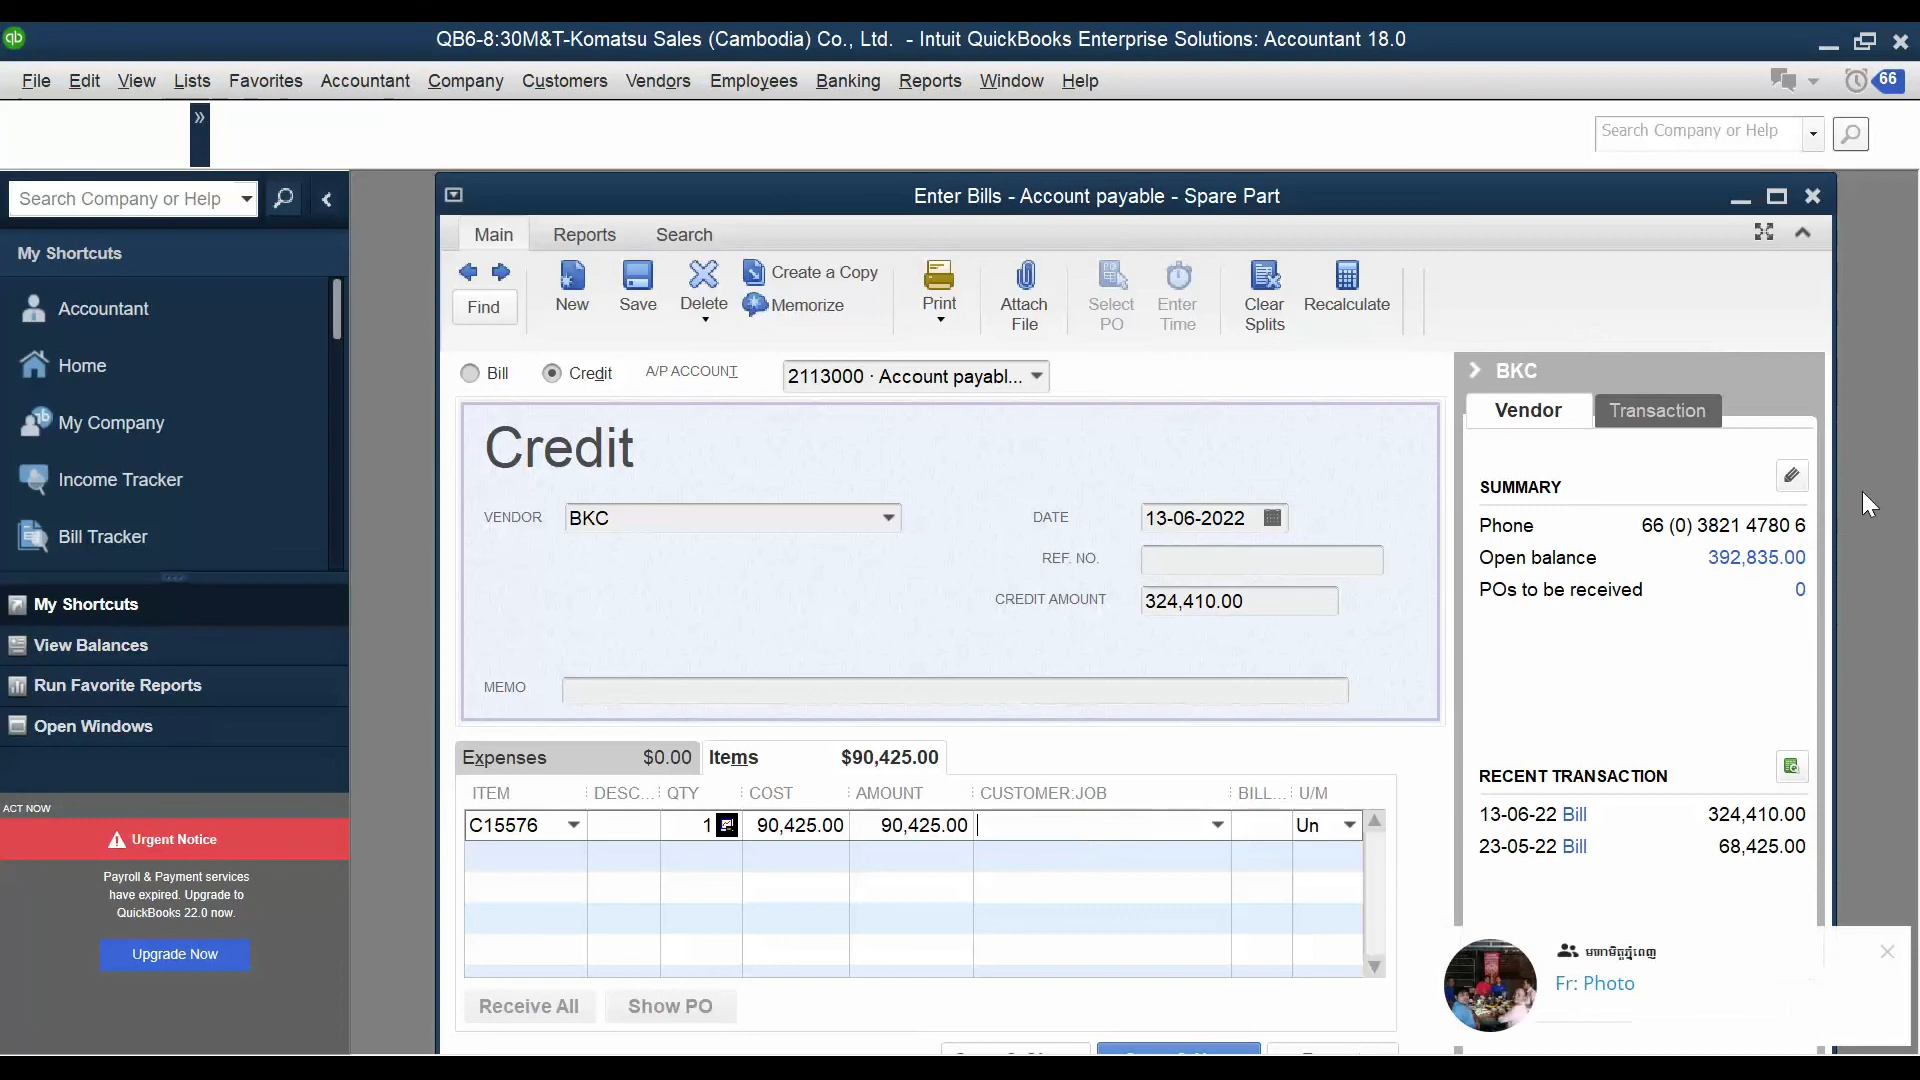 QB6-8:30M&T-Komatsu Sales (Cambodia) Co., Ltd. - Intuit QuickBooks Enterprise Solutions: Accountant 18.0
File Edit View Lists Favorites Accountant Company Customers Vendors Employees Banking Reports Window Help
66
Search Company or Help
Search Company or Help
My Shortcuts
Accountant
Home
My Company
Income Tracker
Bill Tracker
My Shortcuts
View Balances
Run Favorite Reports
Open Windows
ACT NOW
Urgent Notice
Payroll & Payment services
have expired. Upgrade to
QuickBooks 22.0 now.
Upgrade Now
Enter Bills - Account payable - Spare Part
Main Reports Search
Find
New
Save
Delete
Create a Copy
Memorize
Print
Attach
File
Select
PO
Enter
Time
Clear
Splits
Recalculate
Bill Credit A/P ACCOUNT 2113000 · Account payabl...
Credit
VENDOR BKC
DATE 13-06-2022
REF. NO.
CREDIT AMOUNT 324,410.00
MEMO
Expenses $0.00 Items $90,425.00
ITEM DESC... QTY COST AMOUNT CUSTOMER:JOB BILL... U/M
C15576 1 90,425.00 90,425.00 Un
Receive All Show PO
BKC
Vendor Transaction
SUMMARY
Phone 66 (0) 3821 4780 6
Open balance 392,835.00
POs to be received 0
RECENT TRANSACTION
13-06-22 Bill 324,410.00
23-05-22 Bill 68,425.00
Fr: Photo